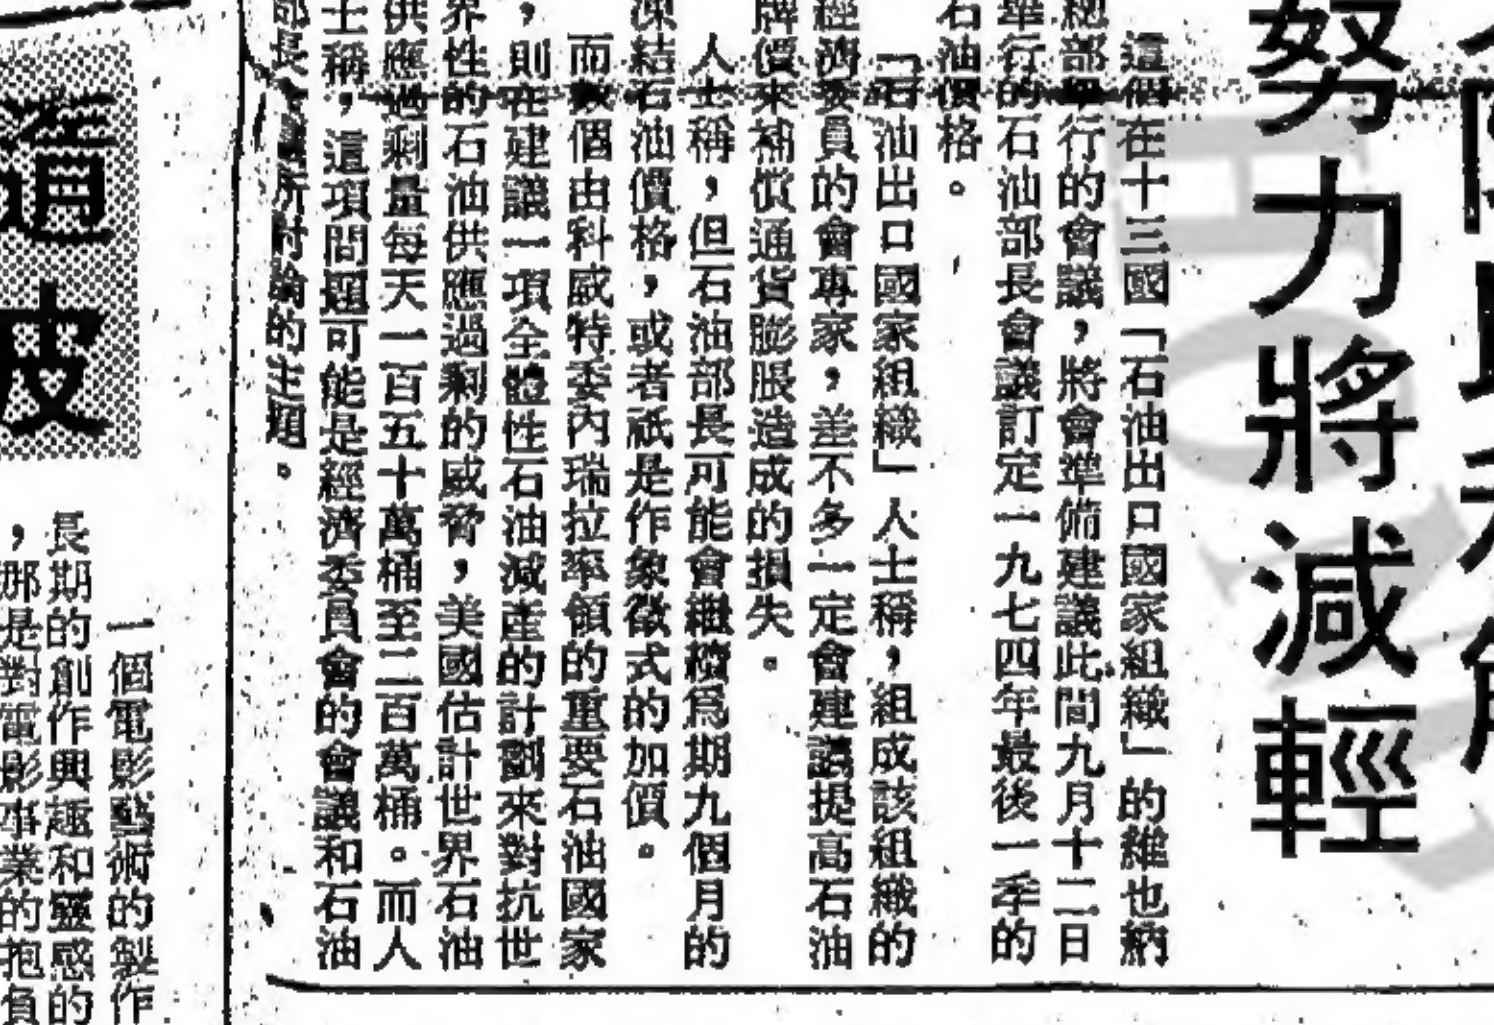 努力將減輕
這個在十三國「石油出口國家組織」的維也納
總部舉行的會議，將會準備建議此間九月十二日
舉行的石油部長會議訂定一九七四年最後一季的
石油價格。
「石油出口國家組織」人士稱，組成該組織的
經濟委員的會專家，差不多一定會建議提高石油
牌價來補償通貨膨脹造成的損失。
人士稱，但石油部長可能會繼續爲期九個月的
凍結石油價格，或者祇是作象徵式的加價。
而數個由科威特委內瑞拉率領的重要石油國家
，則在建議一項全體性石油減產的計劃來對抗世
界性的石油供應過剩的威脅，美國估計世界石油
供應過剩量每天一百五十萬桶至二百萬桶。而人
士稱，這項問題可能是經濟委員會的會議和石油
部長會議所討論的主題。
道
皮
一個電影藝術的製作
長期的創作興趣和靈感的
，那是對電影事業的抱負